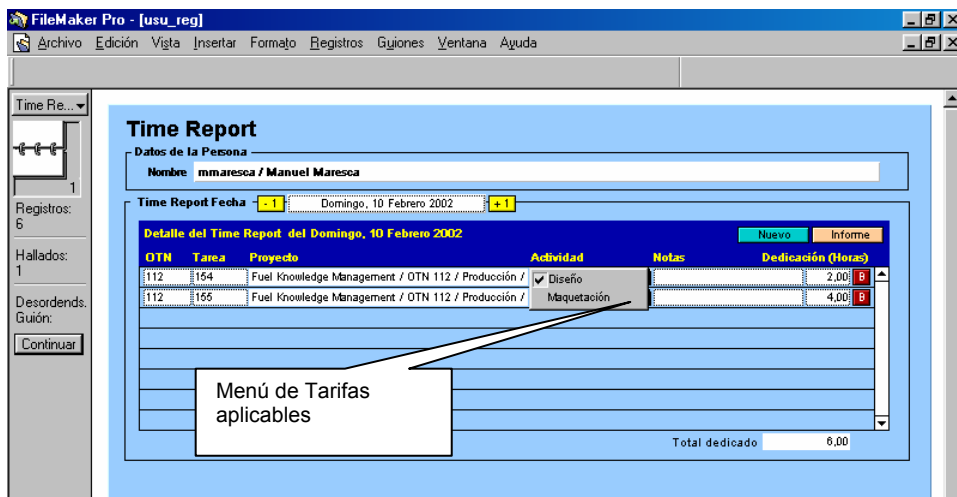 FileMaker Pro - [usu_reg]
Archivo Edición Vista Insertar Formato Registros Guiones Ventana Ayuda
Time Re...
1
Registros:
6
Hallados:
1
Desordends.
Guión:
Continuar
Time Report
Datos de la Persona
Nombre mmaresca / Manuel Maresca
Time Report Fecha - 1 Domingo, 10 Febrero 2002 + 1
Detalle del Time Report del Domingo, 10 Febrero 2002 Nuevo Informe
OTN Tarea Proyecto Actividad Notas Dedicación (Horas)
112 154 Fuel Knowledge Management / OTN 112 / Producción / Diseño 2,00 B
112 155 Fuel Knowledge Management / OTN 112 / Producción / Maquetación 4,00 B
Menú de Tarifas
aplicables
Total dedicado 6,00